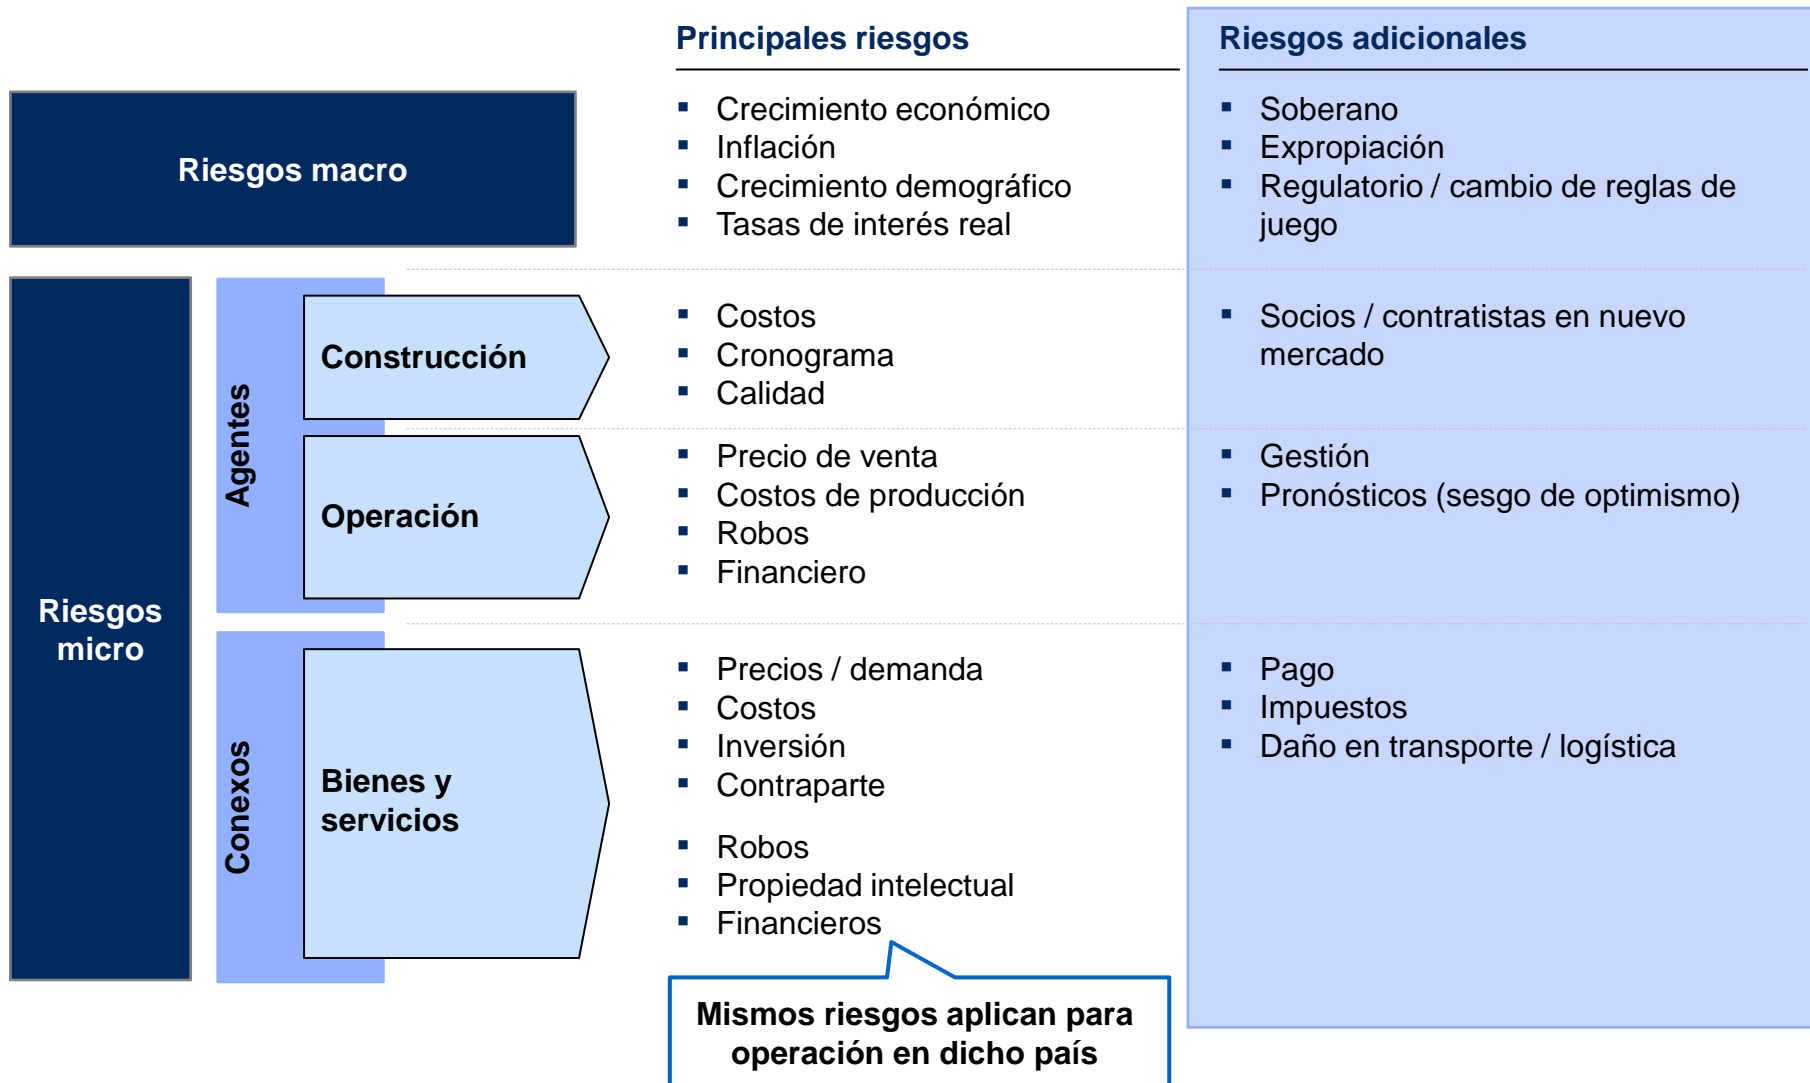 Principales riesgos
Riesgos adicionales
Riesgos macro
▪ Crecimiento económico
▪ Inflación
▪ Crecimiento demográfico
▪ Tasas de interés real
▪ Soberano
▪ Expropiación
▪ Regulatorio / cambio de reglas de
juego
Riesgos
micro
Agentes
Construcción
▪ Costos
▪ Cronograma
▪ Calidad
▪ Socios / contratistas en nuevo
mercado
Operación
▪ Precio de venta
▪ Costos de producción
▪ Robos
▪ Financiero
▪ Gestión
▪ Pronósticos (sesgo de optimismo)
Conexos
Bienes y
servicios
▪ Precios / demanda
▪ Costos
▪ Inversión
▪ Contraparte
▪ Robos
▪ Propiedad intelectual
▪ Financieros
▪ Pago
▪ Impuestos
▪ Daño en transporte / logística
Mismos riesgos aplican para
operación en dicho país